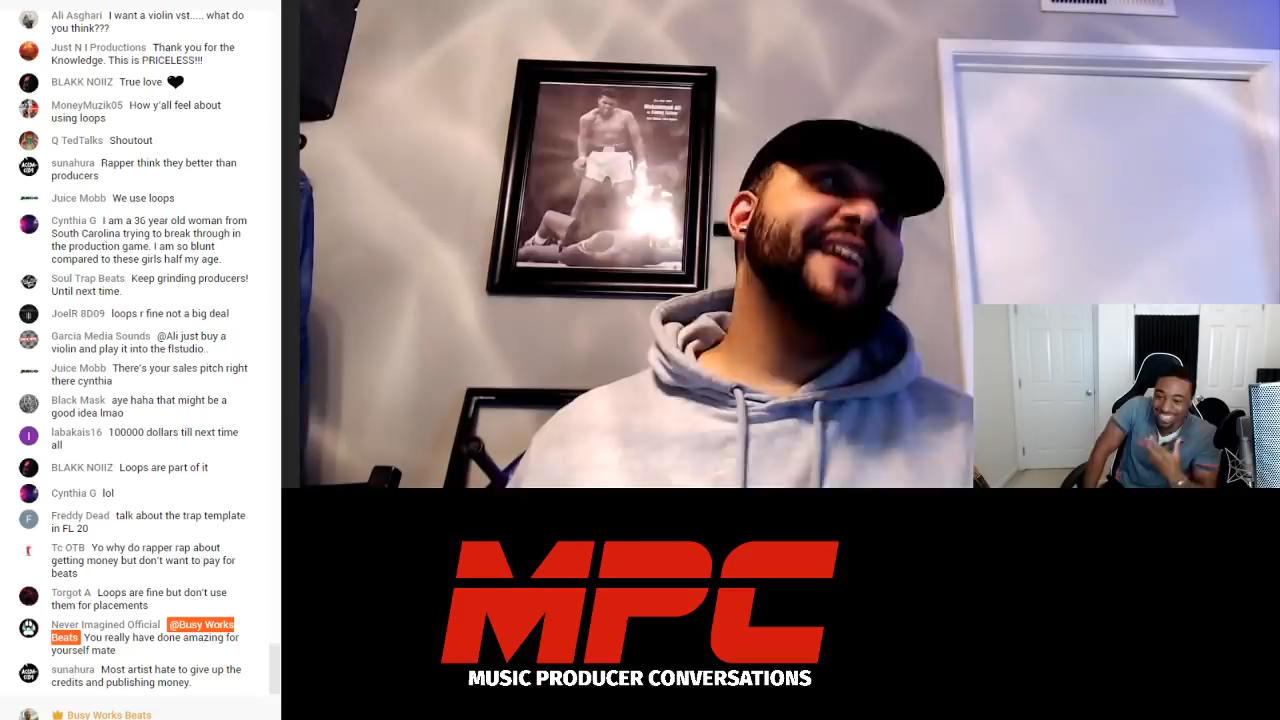 Ali Asghari I want a violin vst..... what do
you think???
Just N I Productions Thank you for the
Knowledge. This is PRICELESS!!!
BLAKK NOIIZ True love 🖤
MoneyMuzik05 How y'all feel about
using loops
Q TedTalks Shoutout
sunahura Rapper think they better than
producers
Juice Mobb We use loops
Cynthia G I am a 36 year old woman from
South Carolina trying to break through in
the production game. I am so blunt
compared to these girls half my age.
Soul Trap Beats Keep grinding producers!
Until next time.
JoelR 8D09 loops r fine not a big deal
Garcia Media Sounds @Ali just buy a
violin and play it into the flstudio..
Juice Mobb There's your sales pitch right
there cynthia
Black Mask aye haha that might be a
good idea lmao
labakais16 100000 dollars till next time
all
BLAKK NOIIZ Loops are part of it
Cynthia G lol
Freddy Dead talk about the trap template
in FL 20
Tc OTB Yo why do rapper rap about
getting money but don't want to pay for
beats
Torgot A Loops are fine but don't use
them for placements
Never Imagined Official @Busy Works
Beats You really have done amazing for
yourself mate
sunahura Most artist hate to give up the
credits and publishing money.
Busy Works Beats
MPC
MUSIC PRODUCER CONVERSATIONS